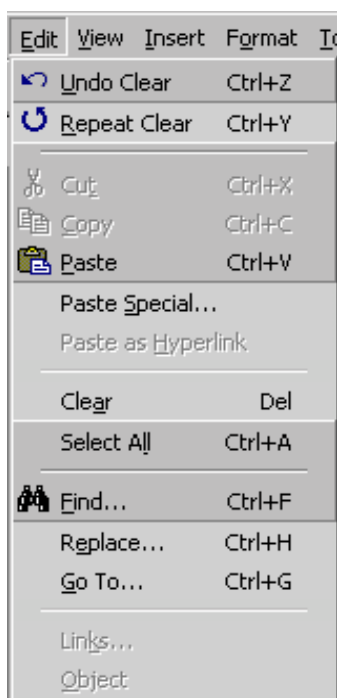 Edit View Insert Format
Undo Clear Ctrl+Z
Repeat Clear Ctrl+Y
Cut Ctrl+X
Copy Ctrl+C
Paste Ctrl+V
Paste Special...
Paste as Hyperlink
Clear Del
Select All Ctrl+A
Find... Ctrl+F
Replace... Ctrl+H
Go To... Ctrl+G
Links...
Object